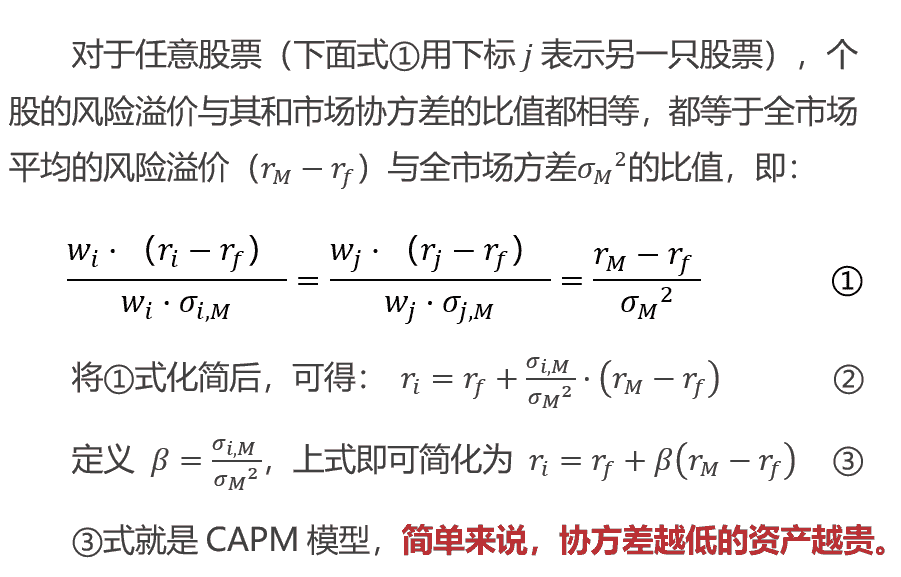 对于任意股票（下面式①用下标 j 表示另一只股票），个
股的风险溢价与其和市场协方差的比值都相等，都等于全市场
平均的风险溢价（r_M − r_f）与全市场方差σ_M²的比值，即：
w_i · （r_i − r_f）/ w_i · σ_{i,M} = w_j · （r_j − r_f）/ w_j · σ_{j,M} = r_M − r_f / σ_M² ①
将①式化简后，可得： r_i = r_f + σ_{i,M}/σ_M² · (r_M − r_f) ②
定义 β = σ_{i,M}/σ_M²，上式即可简化为 r_i = r_f + β(r_M − r_f) ③
③式就是 CAPM 模型，简单来说，协方差越低的资产越贵。